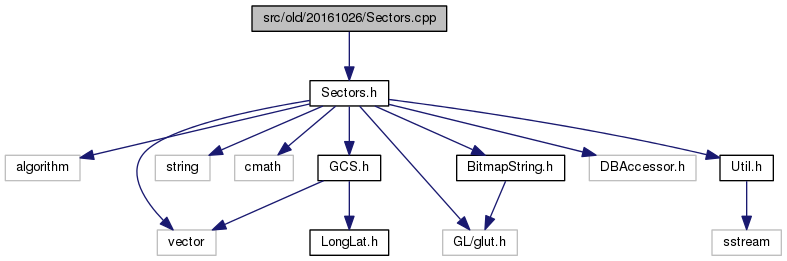 src/old/20161026/Sectors.cpp
Sectors.h
algorithm
string
cmath
GCS.h
BitmapString.h
DBAccessor.h
Util.h
vector
LongLat.h
GL/glut.h
sstream